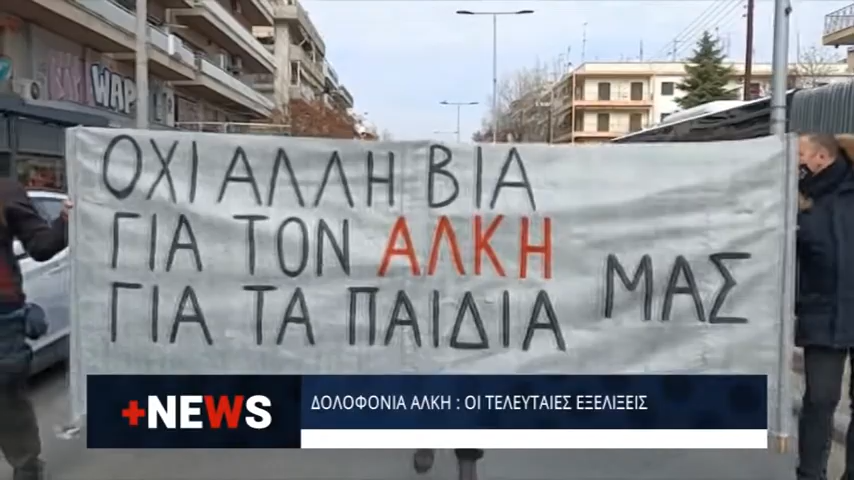 WAP
ΟΧΙ ΑΛΛΗ ΒΙΑ
ΓΙΑ ΤΟΝ ΑΛΚΗ
ΓΙΑ ΤΑ ΠΑΙΔΙΑ ΜΑΣ
+NEWS
ΔΟΛΟΦΟΝΙΑ ΑΛΚΗ : ΟΙ ΤΕΛΕΥΤΑΙΕΣ ΕΞΕΛΙΞΕΙΣ